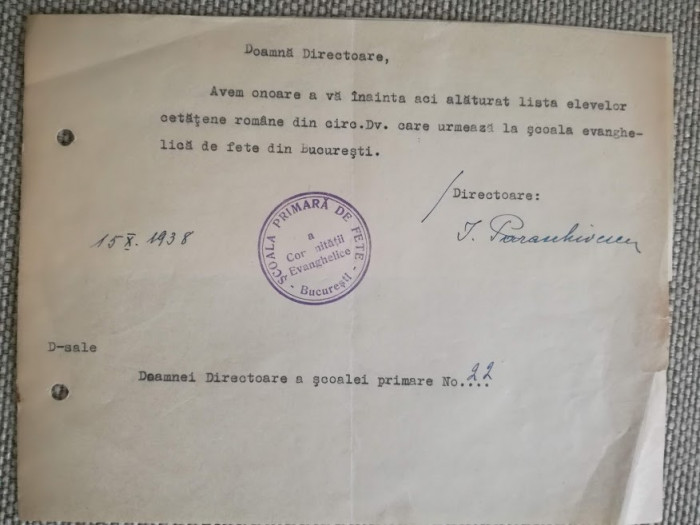 Doamnă Directoare,
Avem onoare a vă înainta aci alăturat lista elevelor
cetăţene române din circ.Dv. care urmează la şcoala evanghe-
lică de fete din Bucureşti.
Directoare:
I. Paraschivescu
15 X. 1938
ŞCOALA PRIMARĂ DE FETE
a
Comunităţii
Evanghelice
- Bucureşti -
D-sale
Doamnei Directoare a şcoalei primare No.22....